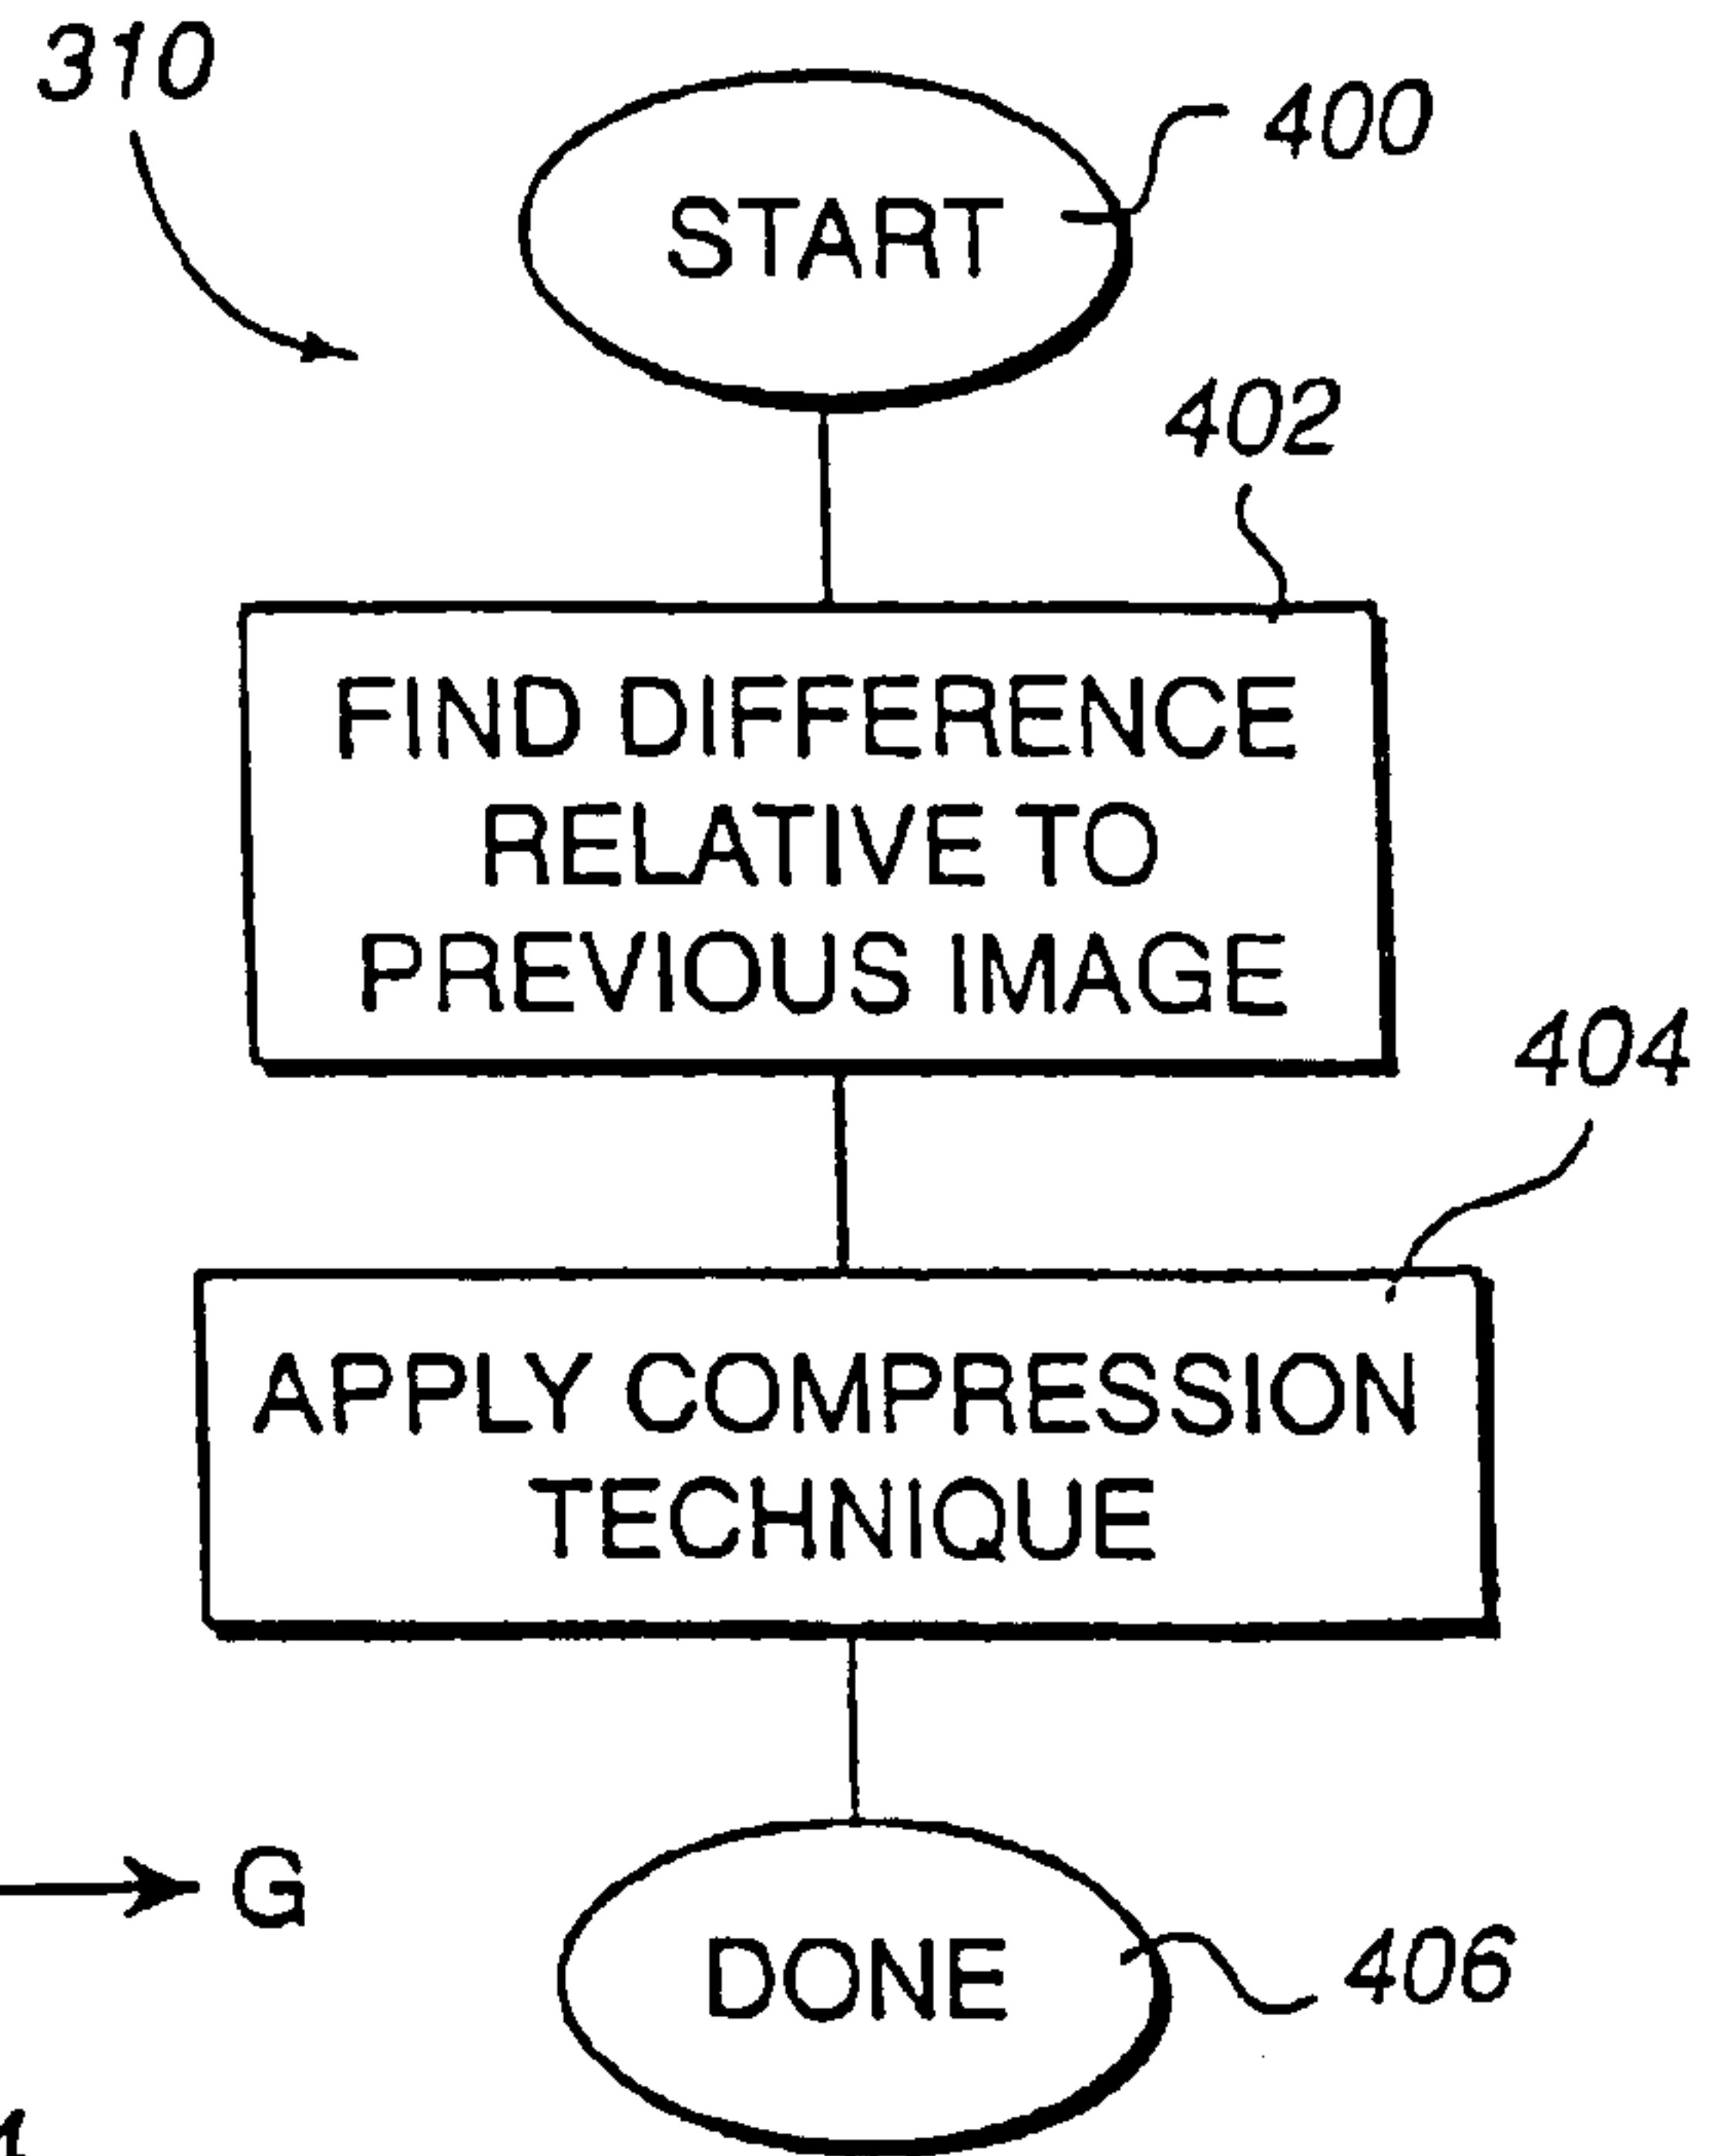 310
400
START
402
FIND DIFFERENCE
RELATIVE TO
PREVIOUS IMAGE
404
APPLY COMPRESSION
TECHNIQUE
G
DONE
406